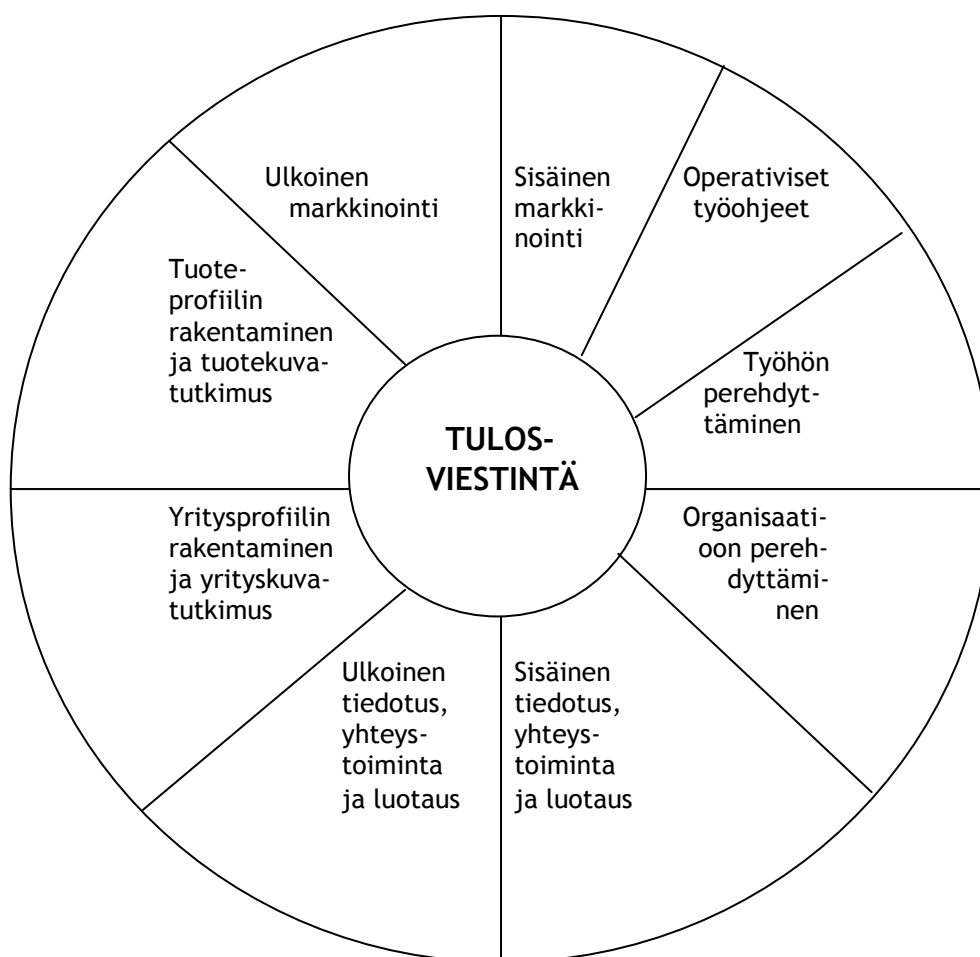 Ulkoinen
markkinointi
Sisäinen
markki-
nointi
Operativiset
työohjeet
Tuote-
profiilin
rakentaminen
ja tuotekuva-
tutkimus
Työhön
perehdyt-
täminen
TULOS-
VIESTINTÄ
Yritysprofiilin
rakentaminen
ja yrityskuva-
tutkimus
Organisaati-
oon pereh-
dyttämi-
nen
Ulkoinen
tiedotus,
yhteys-
toiminta
ja luotaus
Sisäinen
tiedotus,
yhteys-
toiminta
ja luotaus